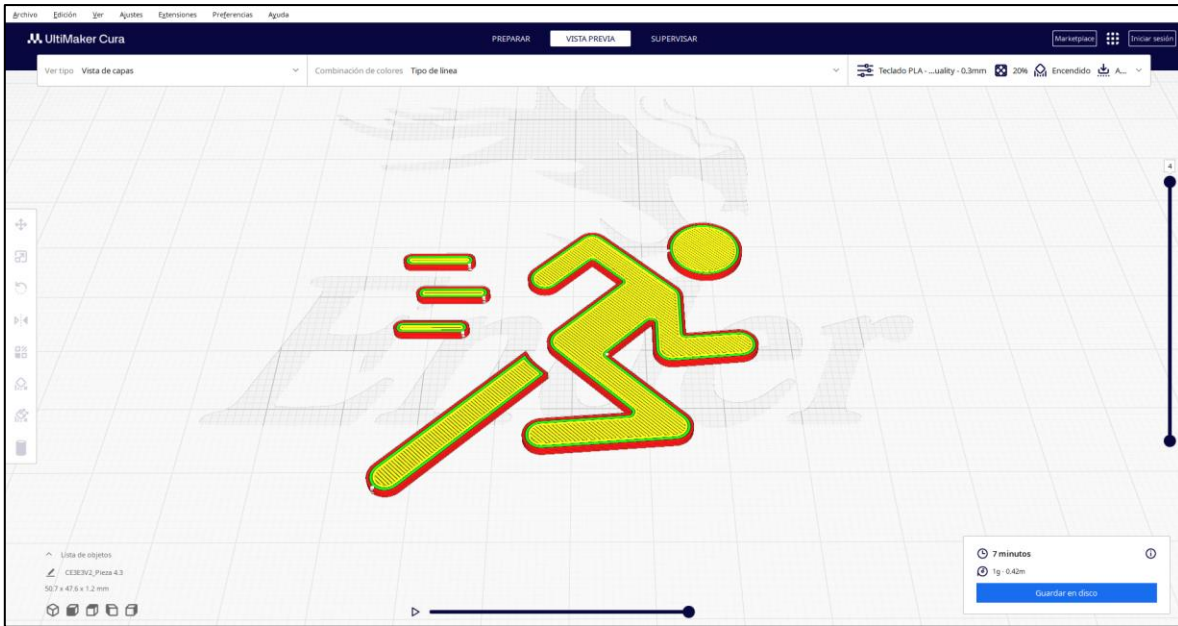 Archivo Edición Ver Ajustes Extensiones Preferencias Ayuda
UltiMaker Cura PREPARAR VISTA PREVIA SUPERVISAR Marketplace Iniciar sesión
Ver tipo Vista de capas Combinación de colores Tipo de línea Teclado PLA - ...uality - 0.3mm 20% Encendido A...
4
Ender
Lista de objetos
CE3E3V2_Pieza 4.3
50.7 x 47.6 x 1.2 mm
7 minutos
1g · 0.42m
Guardar en disco